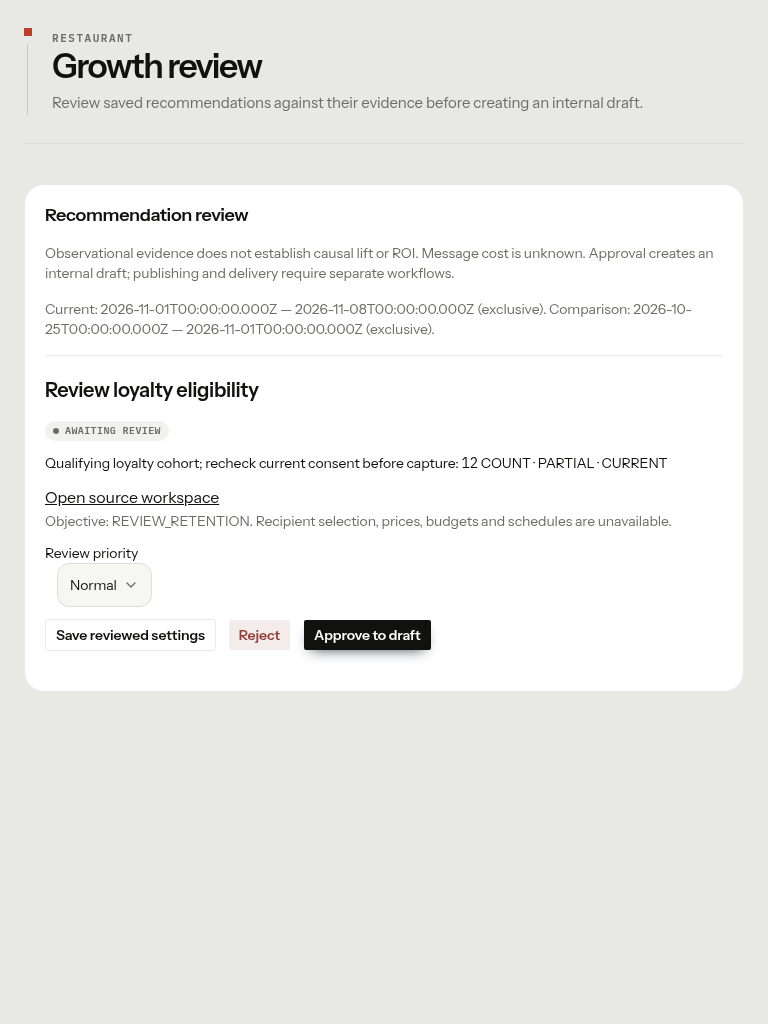 RESTAURANT
Growth review
Review saved recommendations against their evidence before creating an internal draft.
Recommendation review
Observational evidence does not establish causal lift or ROI. Message cost is unknown. Approval creates an
internal draft; publishing and delivery require separate workflows.
Current: 2026-11-01T00:00:00.000Z — 2026-11-08T00:00:00.000Z (exclusive). Comparison: 2026-10-
25T00:00:00.000Z — 2026-11-01T00:00:00.000Z (exclusive).
Review loyalty eligibility
AWAITING REVIEW
Qualifying loyalty cohort; recheck current consent before capture: 12 COUNT · PARTIAL · CURRENT
Open source workspace
Objective: REVIEW_RETENTION. Recipient selection, prices, budgets and schedules are unavailable.
Review priority
Normal
Save reviewed settings Reject Approve to draft